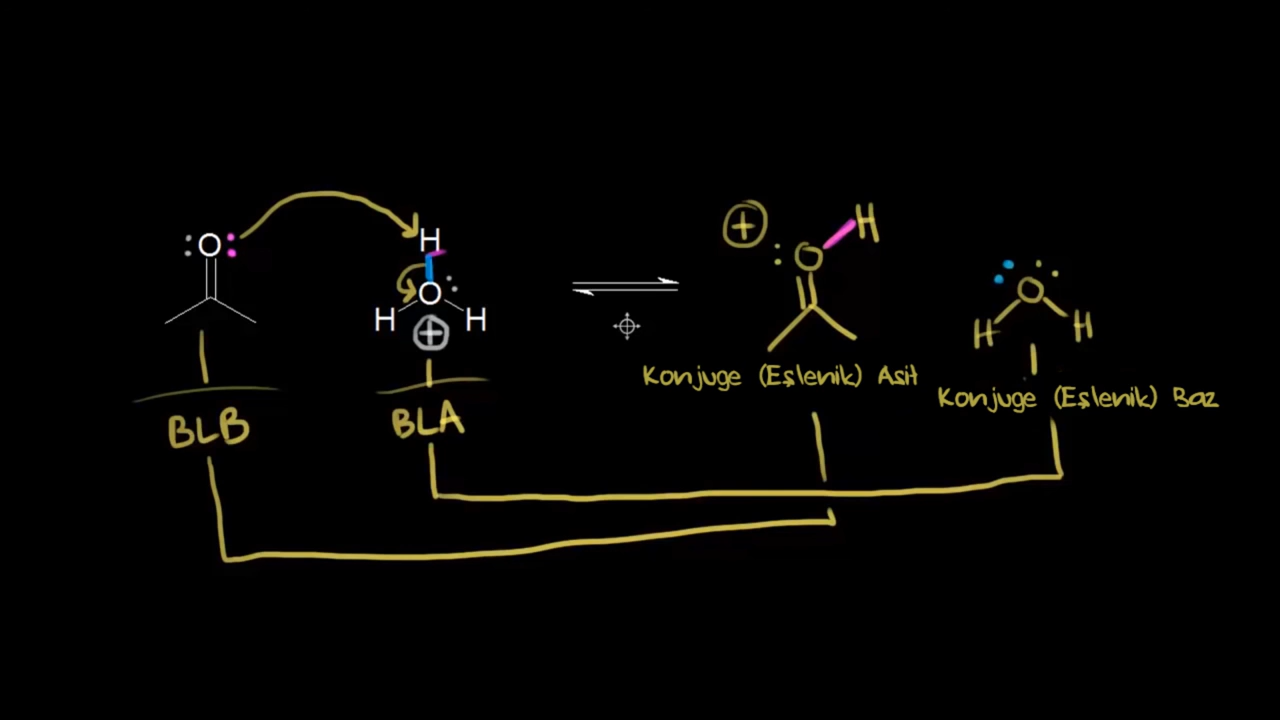 :O: H + H
:O: O: :O :O:
H + H H H
Konjuge (Eşlenik) Asit
Konjuge (Eşlenik) Baz
BLB BLA